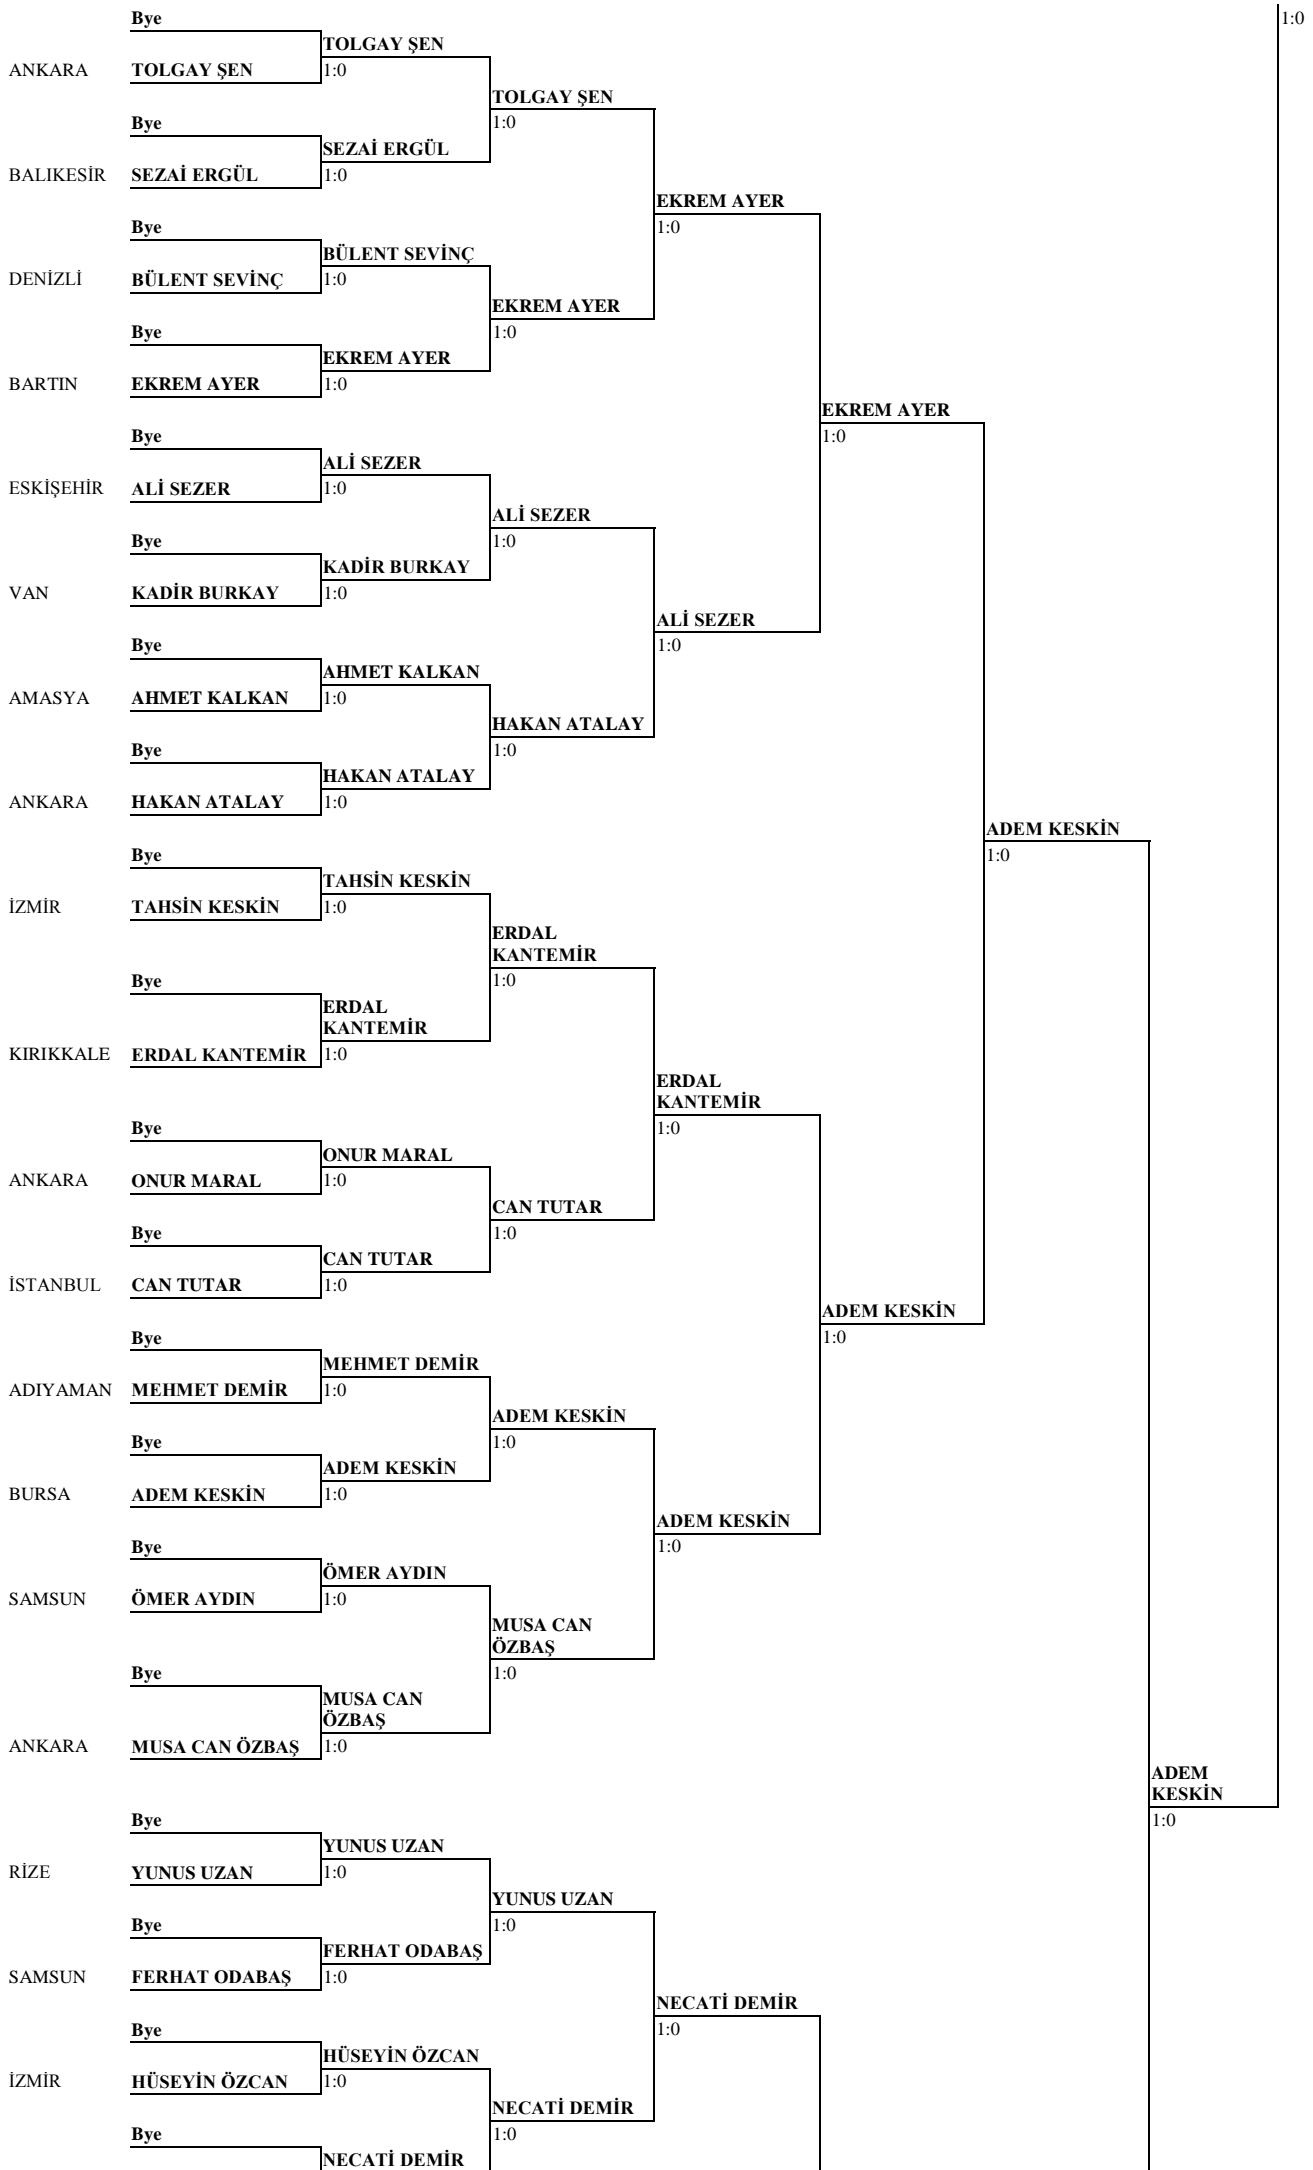 Bye
1:0
TOLGAY ŞEN
ANKARA TOLGAY ŞEN 1:0
TOLGAY ŞEN
Bye 1:0
SEZAİ ERGÜL
BALIKESİR SEZAİ ERGÜL 1:0
EKREM AYER
Bye 1:0
BÜLENT SEVİNÇ
DENİZLİ BÜLENT SEVİNÇ 1:0
EKREM AYER
Bye 1:0
EKREM AYER
BARTIN EKREM AYER 1:0
EKREM AYER
Bye 1:0
ALİ SEZER
ESKİŞEHİR ALİ SEZER 1:0
ALİ SEZER
Bye 1:0
KADİR BURKAY
VAN KADİR BURKAY 1:0
ALİ SEZER
Bye 1:0
AHMET KALKAN
AMASYA AHMET KALKAN 1:0
HAKAN ATALAY
Bye 1:0
HAKAN ATALAY
ANKARA HAKAN ATALAY 1:0
ADEM KESKİN
Bye 1:0
TAHSİN KESKİN
İZMİR TAHSİN KESKİN 1:0
ERDAL
KANTEMİR
Bye 1:0
ERDAL
KANTEMİR
KIRIKKALE ERDAL KANTEMİR 1:0
ERDAL
KANTEMİR
Bye 1:0
ONUR MARAL
ANKARA ONUR MARAL 1:0
CAN TUTAR
Bye 1:0
CAN TUTAR
İSTANBUL CAN TUTAR 1:0
ADEM KESKİN
Bye 1:0
MEHMET DEMİR
ADIYAMAN MEHMET DEMİR 1:0
ADEM KESKİN
Bye 1:0
ADEM KESKİN
BURSA ADEM KESKİN 1:0
ADEM KESKİN
Bye 1:0
ÖMER AYDIN
SAMSUN ÖMER AYDIN 1:0
MUSA CAN
ÖZBAŞ
Bye 1:0
MUSA CAN
ÖZBAŞ
ANKARA MUSA CAN ÖZBAŞ 1:0
ADEM
KESKİN
Bye 1:0
YUNUS UZAN
RİZE YUNUS UZAN 1:0
YUNUS UZAN
Bye 1:0
FERHAT ODABAŞ
SAMSUN FERHAT ODABAŞ 1:0
NECATİ DEMİR
Bye 1:0
HÜSEYİN ÖZCAN
İZMİR HÜSEYİN ÖZCAN 1:0
NECATİ DEMİR
Bye 1:0
NECATİ DEMİR